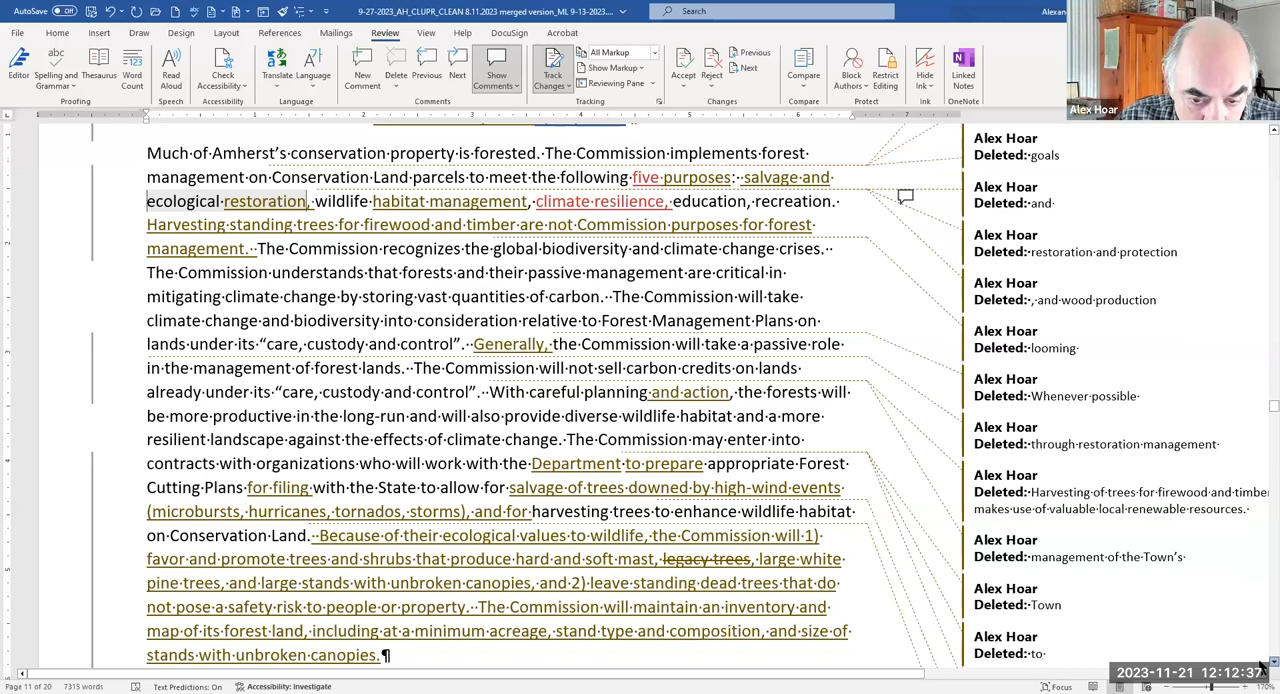 AutoSave Off 9-27-2023_AH_CLUPR_CLEAN 8.11.2023 merged version_ML 9-13-2023.... Search Alexan
File Home Insert Draw Design Layout References Mailings Review View Help DocuSign Acrobat
Editor Spelling and Grammar Thesaurus Word Count Read Aloud Check Accessibility Translate Language New Comment Delete Previous Next Show Comments Track Changes All Markup Show Markup Reviewing Pane Accept Reject Previous Next Compare Block Authors Restrict Editing Hide Ink Linked Notes
Proofing Speech Accessibility Language Comments Tracking Changes Compare Protect Ink OneNote
Alex Hoar
Much of Amherst's conservation property is forested. The Commission implements forest
management on Conservation Land parcels to meet the following five purposes: salvage and
ecological restoration, wildlife habitat management, climate resilience, education, recreation.
Harvesting standing trees for firewood and timber are not Commission purposes for forest
management. The Commission recognizes the global biodiversity and climate change crises.
The Commission understands that forests and their passive management are critical in
mitigating climate change by storing vast quantities of carbon. The Commission will take
climate change and biodiversity into consideration relative to Forest Management Plans on
lands under its “care, custody and control”. Generally, the Commission will take a passive role
in the management of forest lands. The Commission will not sell carbon credits on lands
already under its “care, custody and control”. With careful planning and action, the forests will
be more productive in the long-run and will also provide diverse wildlife habitat and a more
resilient landscape against the effects of climate change. The Commission may enter into
contracts with organizations who will work with the Department to prepare appropriate Forest
Cutting Plans for filing with the State to allow for salvage of trees downed by high-wind events
(microbursts, hurricanes, tornados, storms), and for harvesting trees to enhance wildlife habitat
on Conservation Land. Because of their ecological values to wildlife, the Commission will 1)
favor and promote trees and shrubs that produce hard and soft mast, legacy trees, large white
pine trees, and large stands with unbroken canopies, and 2) leave standing dead trees that do
not pose a safety risk to people or property. The Commission will maintain an inventory and
map of its forest land, including at a minimum acreage, stand type and composition, and size of
stands with unbroken canopies.¶
Alex Hoar
Deleted: goals
Alex Hoar
Deleted: and
Alex Hoar
Deleted: restoration and protection
Alex Hoar
Deleted: , and wood production
Alex Hoar
Deleted: looming
Alex Hoar
Deleted: Whenever possible
Alex Hoar
Deleted: through restoration management
Alex Hoar
Deleted: Harvesting of trees for firewood and timber
makes use of valuable local renewable resources.
Alex Hoar
Deleted: management of the Town's
Alex Hoar
Deleted: Town
Alex Hoar
Deleted: to
2023-11-21 12:12:37
Page 11 of 20 7315 words Text Predictions: On Accessibility: Investigate Focus 170%